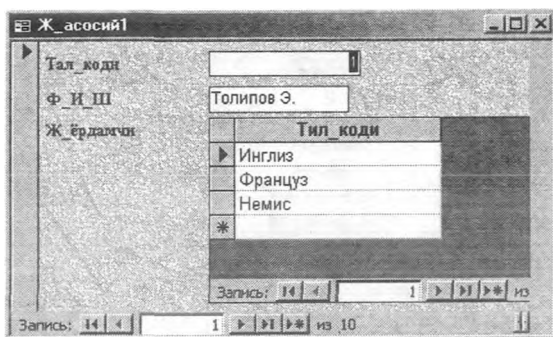 Ж_асосий1
Тал_коди 1
Ф_И_Ш Толипов Э.
Ж_ёрдамчи Тил_коди
Инглиз
Француз
Немис
Запись: 1 из
Запись: 1 из 10